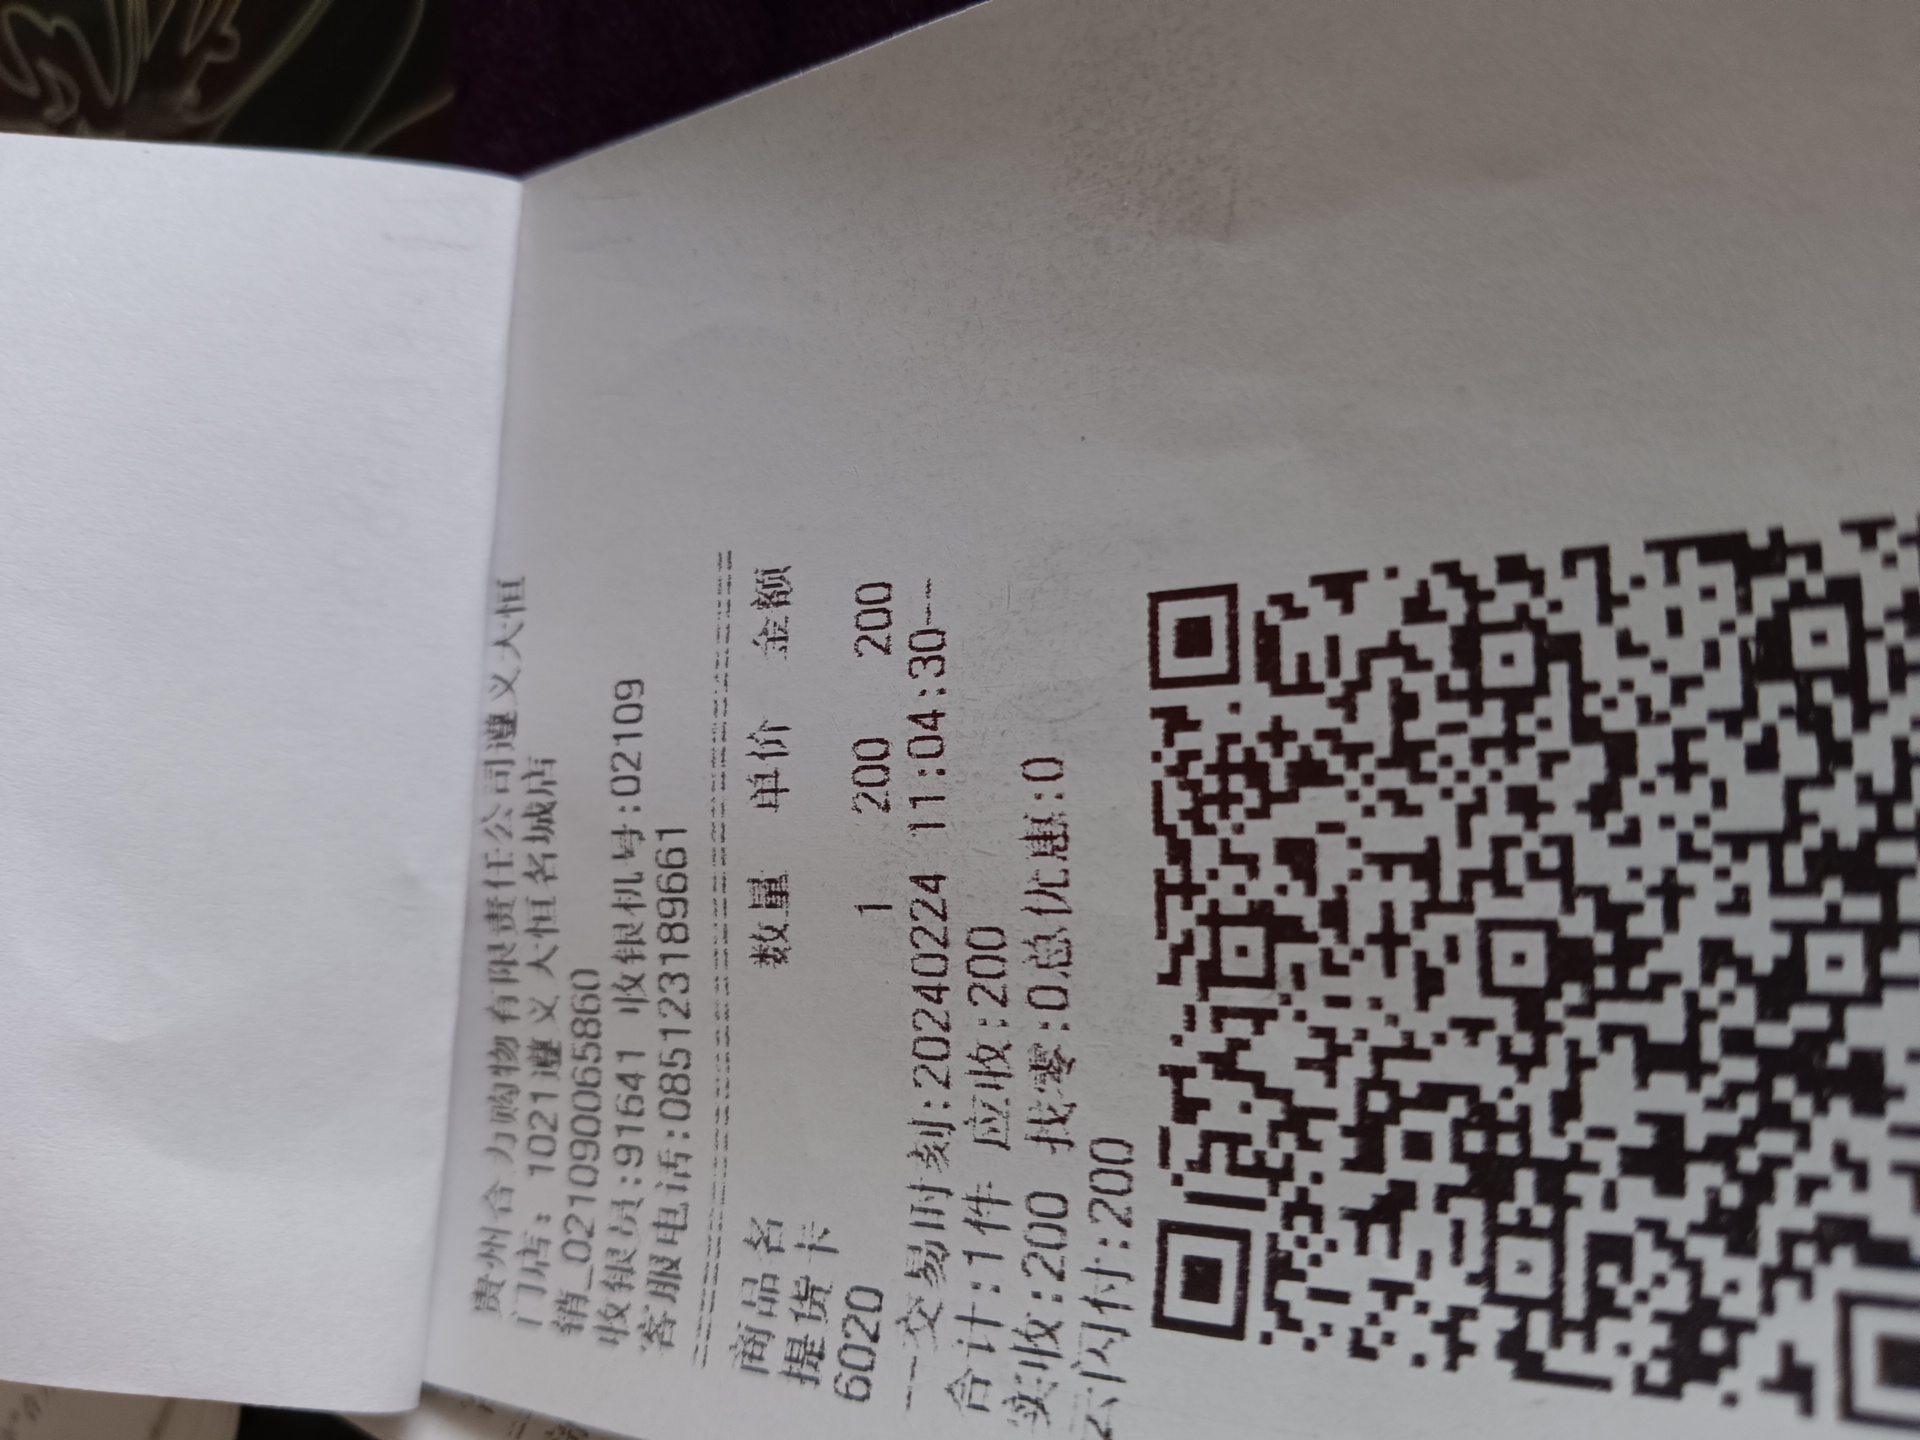 贵州合力购物有限责任公司遵义大恒
门店：1021遵义大恒名城店
销_021090065860
收银员:91641 收银机号:02109
客服电话:085123189661
商品名 数量 单价 金额
提货卡
6020 1 200 200
---交易时刻:20240224 11:04:30---
合计:1件 应收:200
实收:200 找零:0总优惠:0
云闪付:200